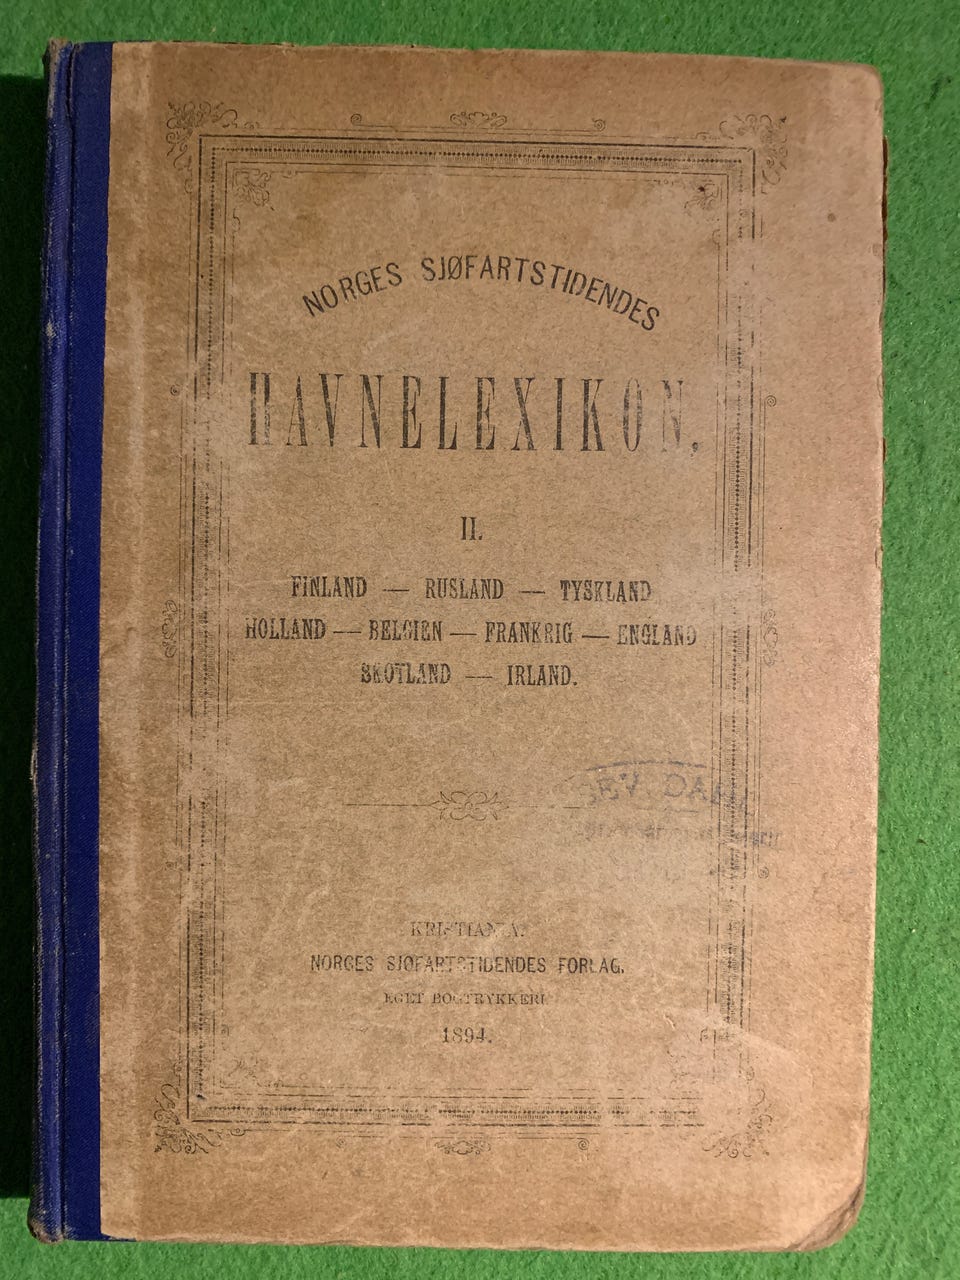 NORGES SJØFARTSTIDENDES
HAVNELEXIKON.
II.
FINLAND — RUSLAND — TYSKLAND
HOLLAND — BELGIEN — FRANKRIG — ENGLAND
SKOTLAND — IRLAND.
KRISTIANIA.
NORGES SJØFARTSTIDENDES FORLAG.
EGET BOGTRYKKERI
1894.